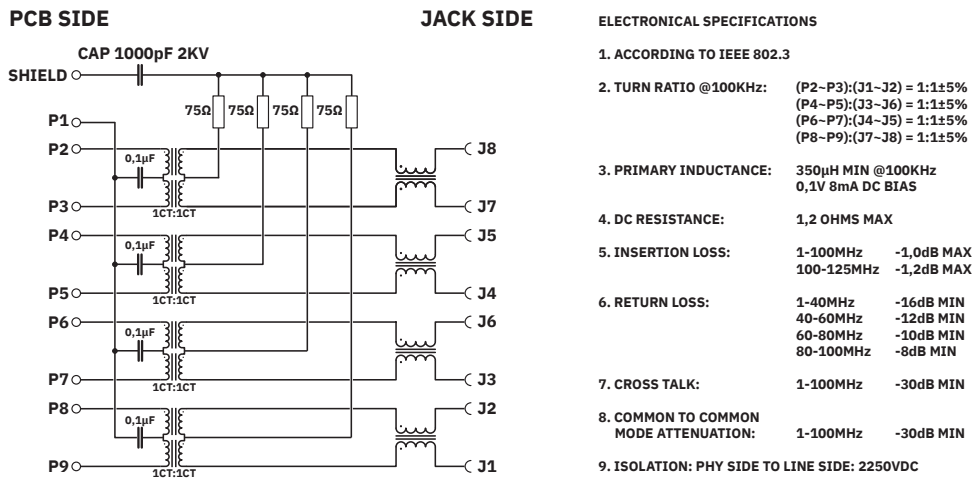 PCB SIDE
JACK SIDE
CAP 1000pF 2KV
SHIELD
75Ω 75Ω 75Ω 75Ω
P1
P2
0,1µF
J8
P3
1CT:1CT
J7
P4
0,1µF
J5
P5
1CT:1CT
J4
P6
0,1µF
J6
P7
1CT:1CT
J3
P8
0,1µF
J2
P9
1CT:1CT
J1
ELECTRONICAL SPECIFICATIONS
1. ACCORDING TO IEEE 802.3
2. TURN RATIO @100KHz: (P2~P3):(J1~J2) = 1:1±5%
(P4~P5):(J3~J6) = 1:1±5%
(P6~P7):(J4~J5) = 1:1±5%
(P8~P9):(J7~J8) = 1:1±5%
3. PRIMARY INDUCTANCE: 350µH MIN @100KHz
0,1V 8mA DC BIAS
4. DC RESISTANCE: 1,2 OHMS MAX
5. INSERTION LOSS: 1-100MHz -1,0dB MAX
100-125MHz -1,2dB MAX
6. RETURN LOSS: 1-40MHz -16dB MIN
40-60MHz -12dB MIN
60-80MHz -10dB MIN
80-100MHz -8dB MIN
7. CROSS TALK: 1-100MHz -30dB MIN
8. COMMON TO COMMON
MODE ATTENUATION: 1-100MHz -30dB MIN
9. ISOLATION: PHY SIDE TO LINE SIDE: 2250VDC